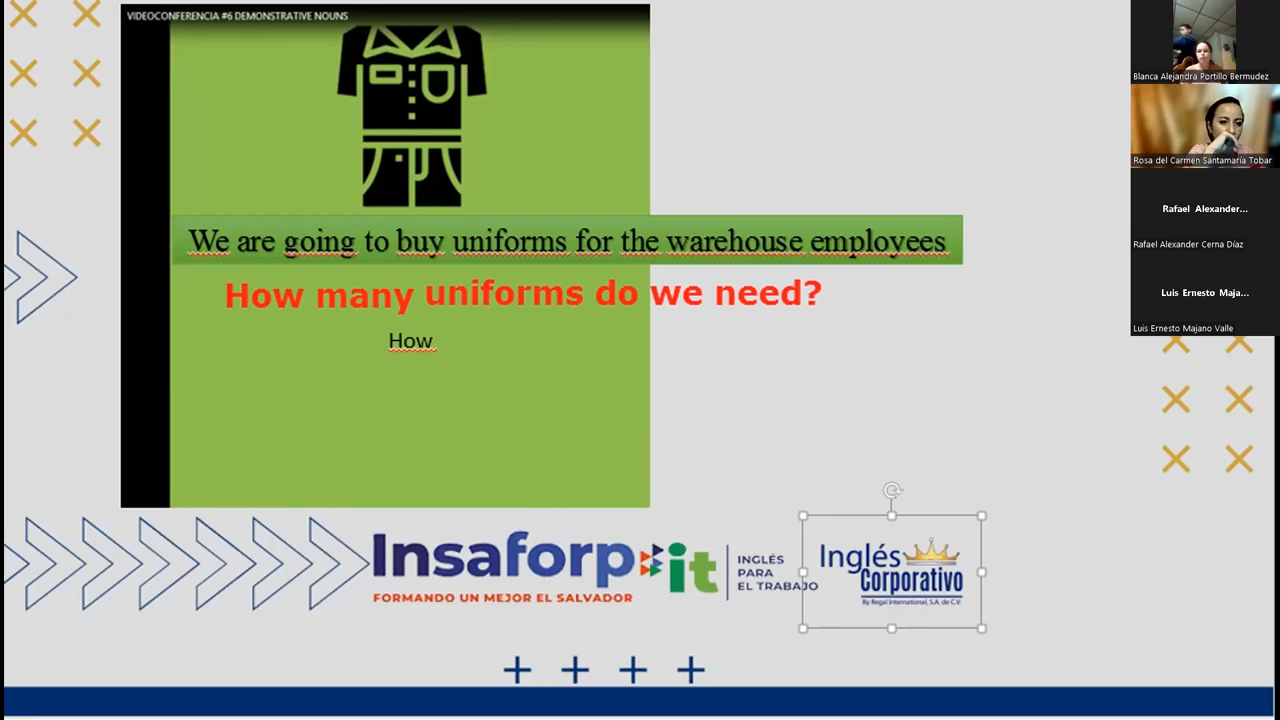 VIDEOCONFERENCIA #6 DEMONSTRATIVE NOUNS
We are going to buy uniforms for the warehouse employees
How many uniforms do we need?
How
Insaforp
FORMANDO UN MEJOR EL SALVADOR
it
INGLÉS
PARA
EL TRABAJO
Inglés
Corporativo
By Regal International, S.A. de C.V.
Blanca Alejandra Portillo Bermudez
Rosa del Carmen Santamaría Tobar
Rafael Alexander...
Rafael Alexander Cerna Díaz
Luis Ernesto Maja...
Luis Ernesto Majano Valle